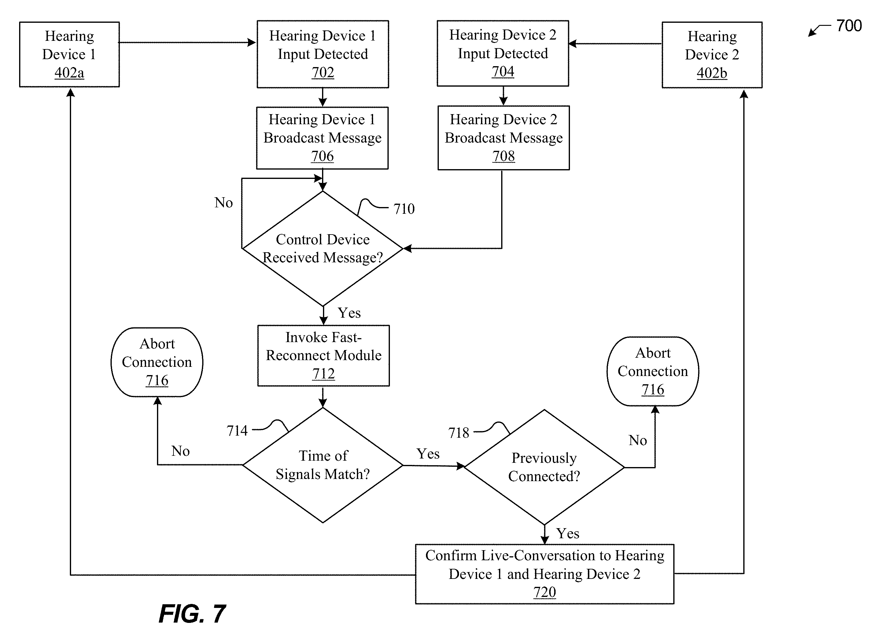 700
Hearing
Device 1
402a
Hearing Device 1
Input Detected
702
Hearing Device 2
Input Detected
704
Hearing
Device 2
402b
Hearing Device 1
Broadcast Message
706
Hearing Device 2
Broadcast Message
708
No
710
Control Device
Received Message?
Yes
Invoke Fast-
Reconnect Module
712
Abort
Connection
716
Abort
Connection
716
714
718
No
Time of
Signals Match?
Yes
Previously
Connected?
No
Yes
Confirm Live-Conversation to Hearing
Device 1 and Hearing Device 2
720
FIG. 7